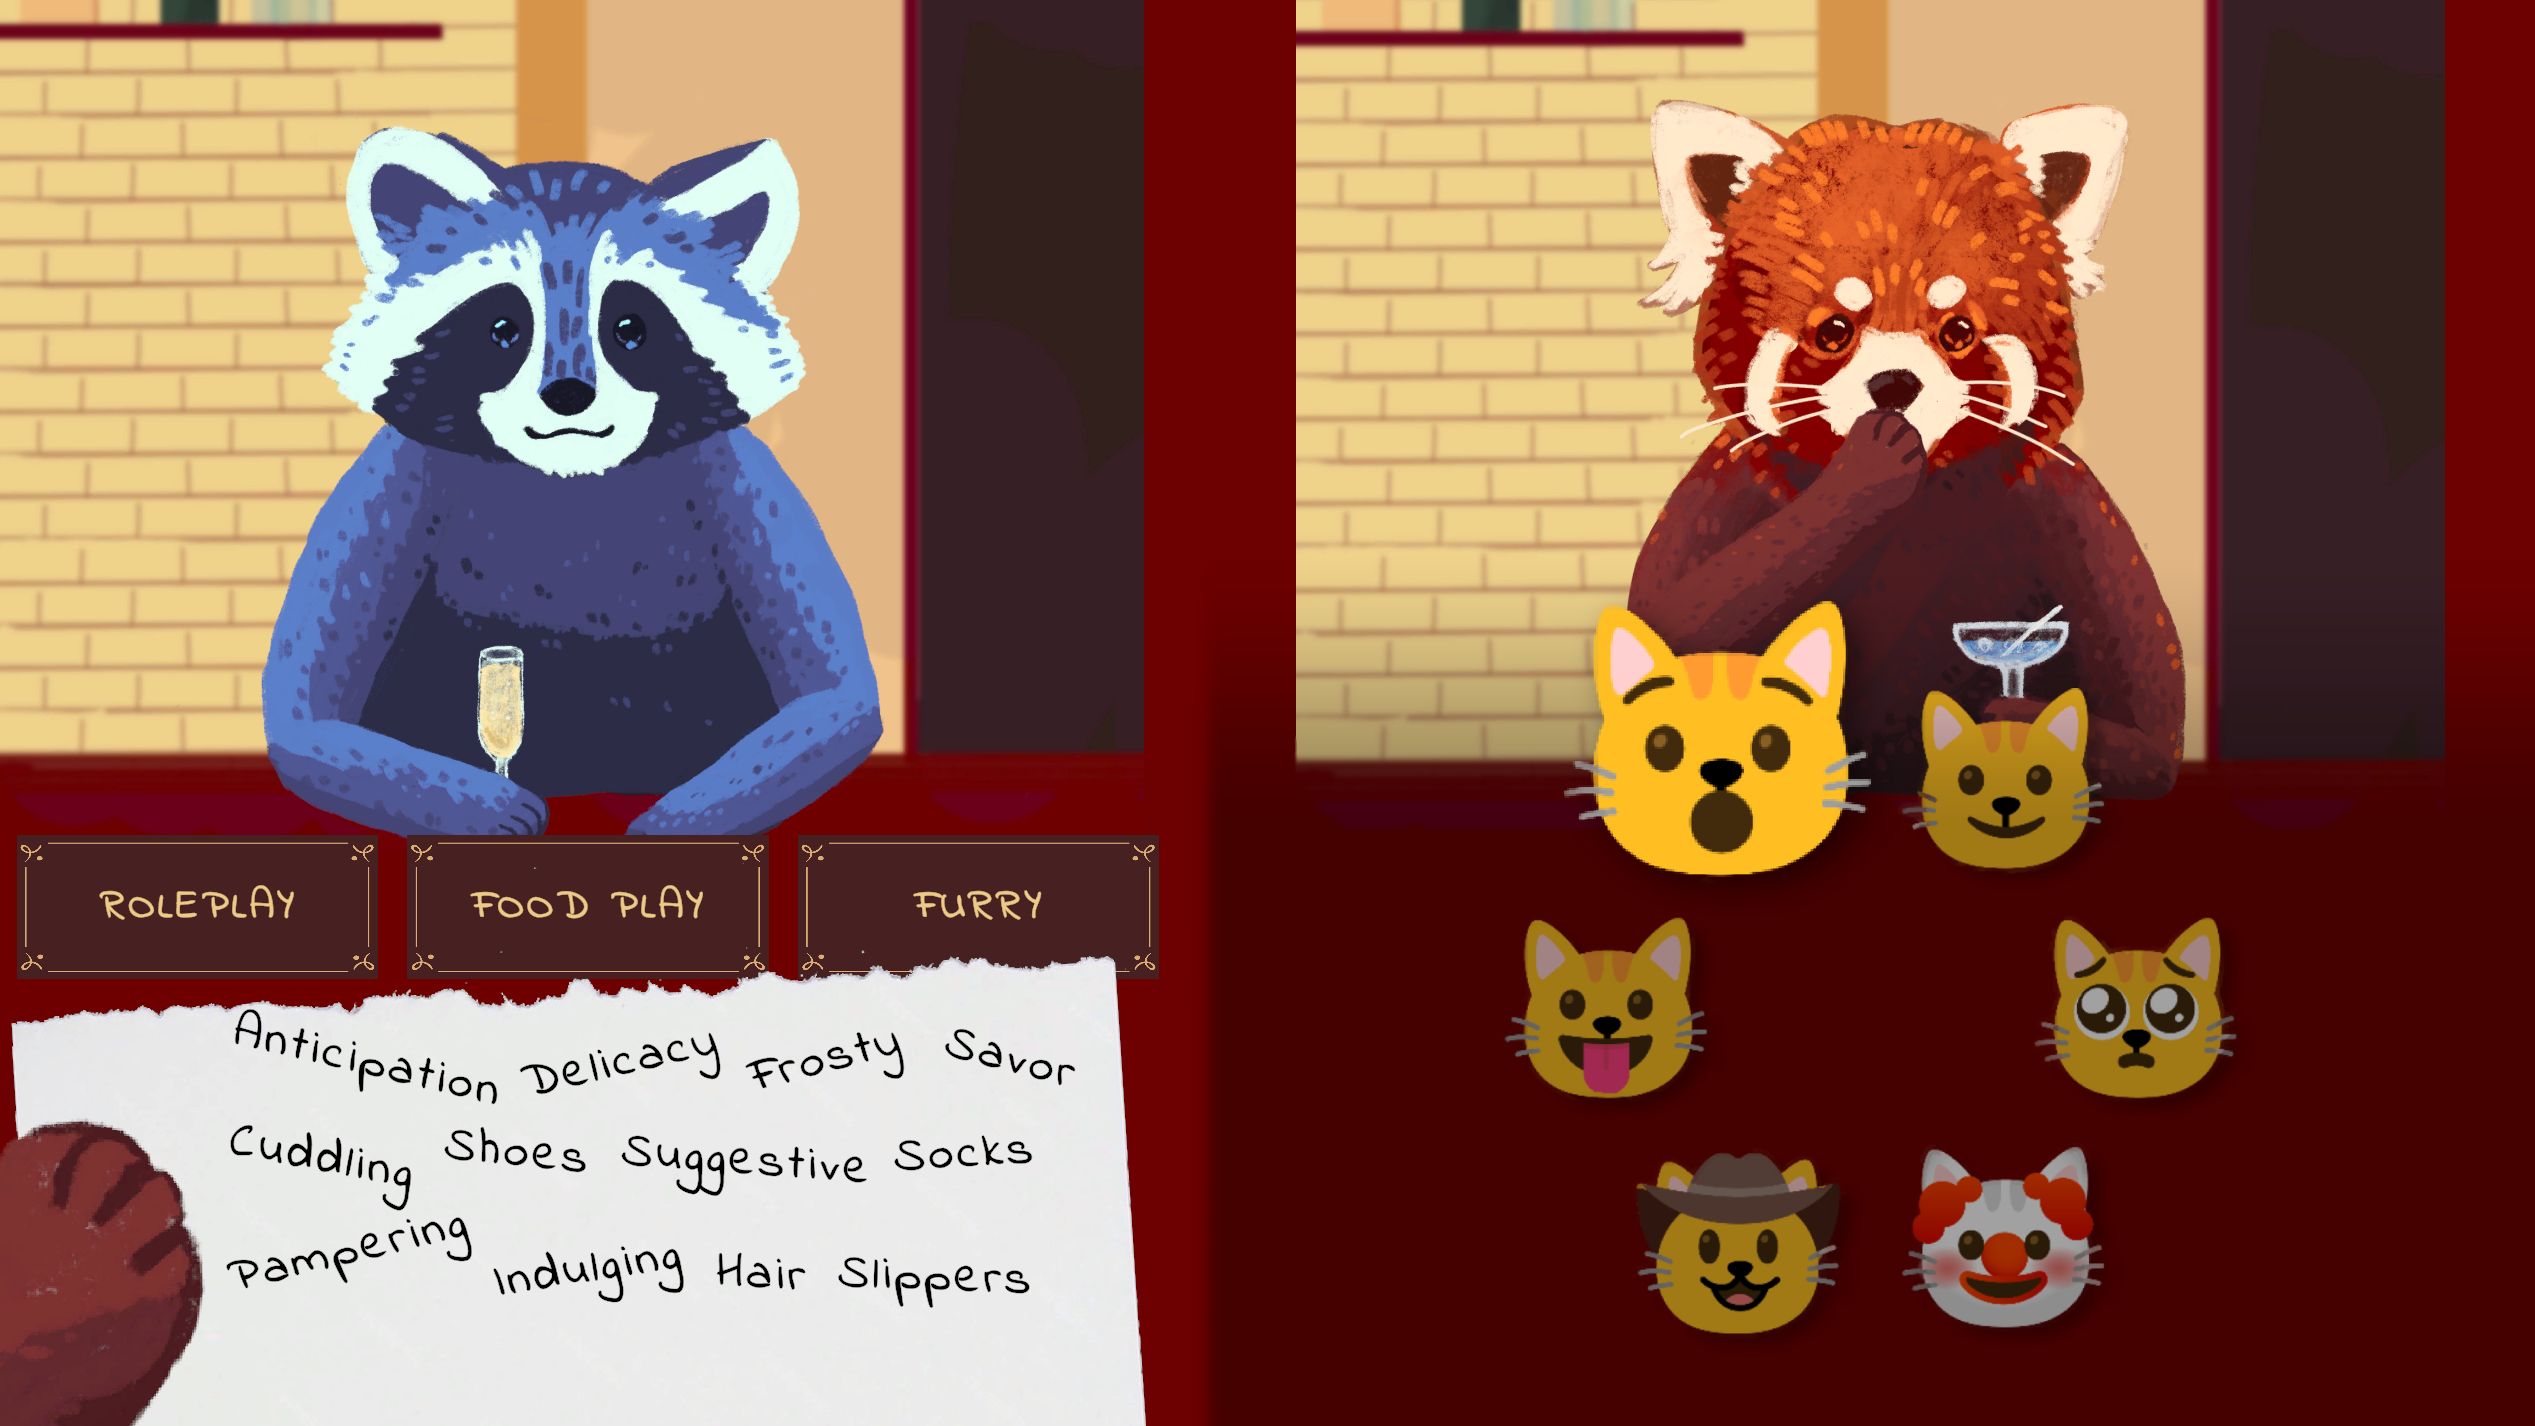 ROLEPLAY FOOD PLAY FURRY
Anticipation Delicacy Frosty Savor
Cuddling Shoes Suggestive Socks
Pampering Indulging Hair Slippers